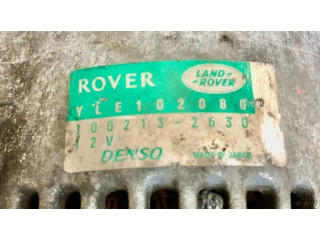 ROVER
LAND-
-ROVER
YLE102080
100213-2630
12V
DENSO
MADE IN JAPAN